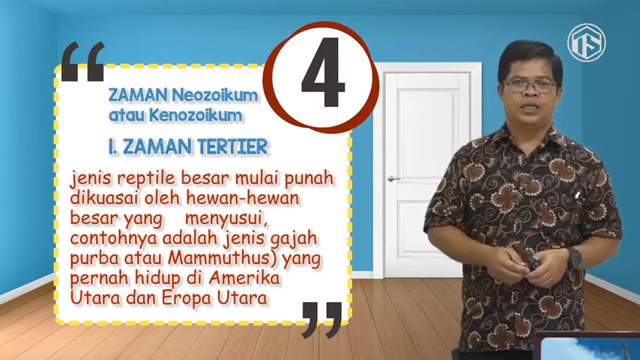 4
ZAMAN Neozoikum
atau Kenozoikum
I. ZAMAN TERTIER
jenis reptile besar mulai punah
dikuasai oleh hewan-hewan
besar yang menyusui,
contohnya adalah jenis gajah
purba atau Mammuthus) yang
pernah hidup di Amerika
Utara dan Eropa Utara